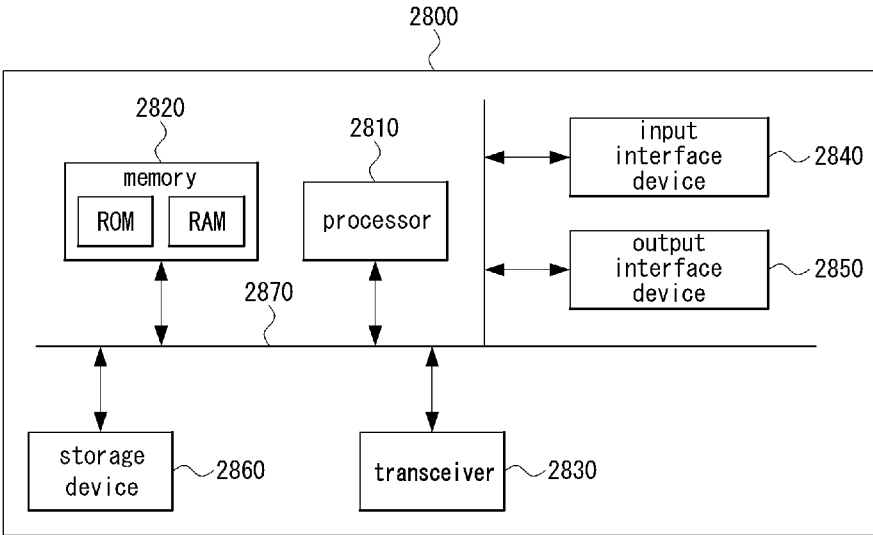 2800
2820
2810
memory
ROM
RAM
processor
input
interface
device
2840
output
interface
device
2850
2870
storage
device
2860
transceiver
2830